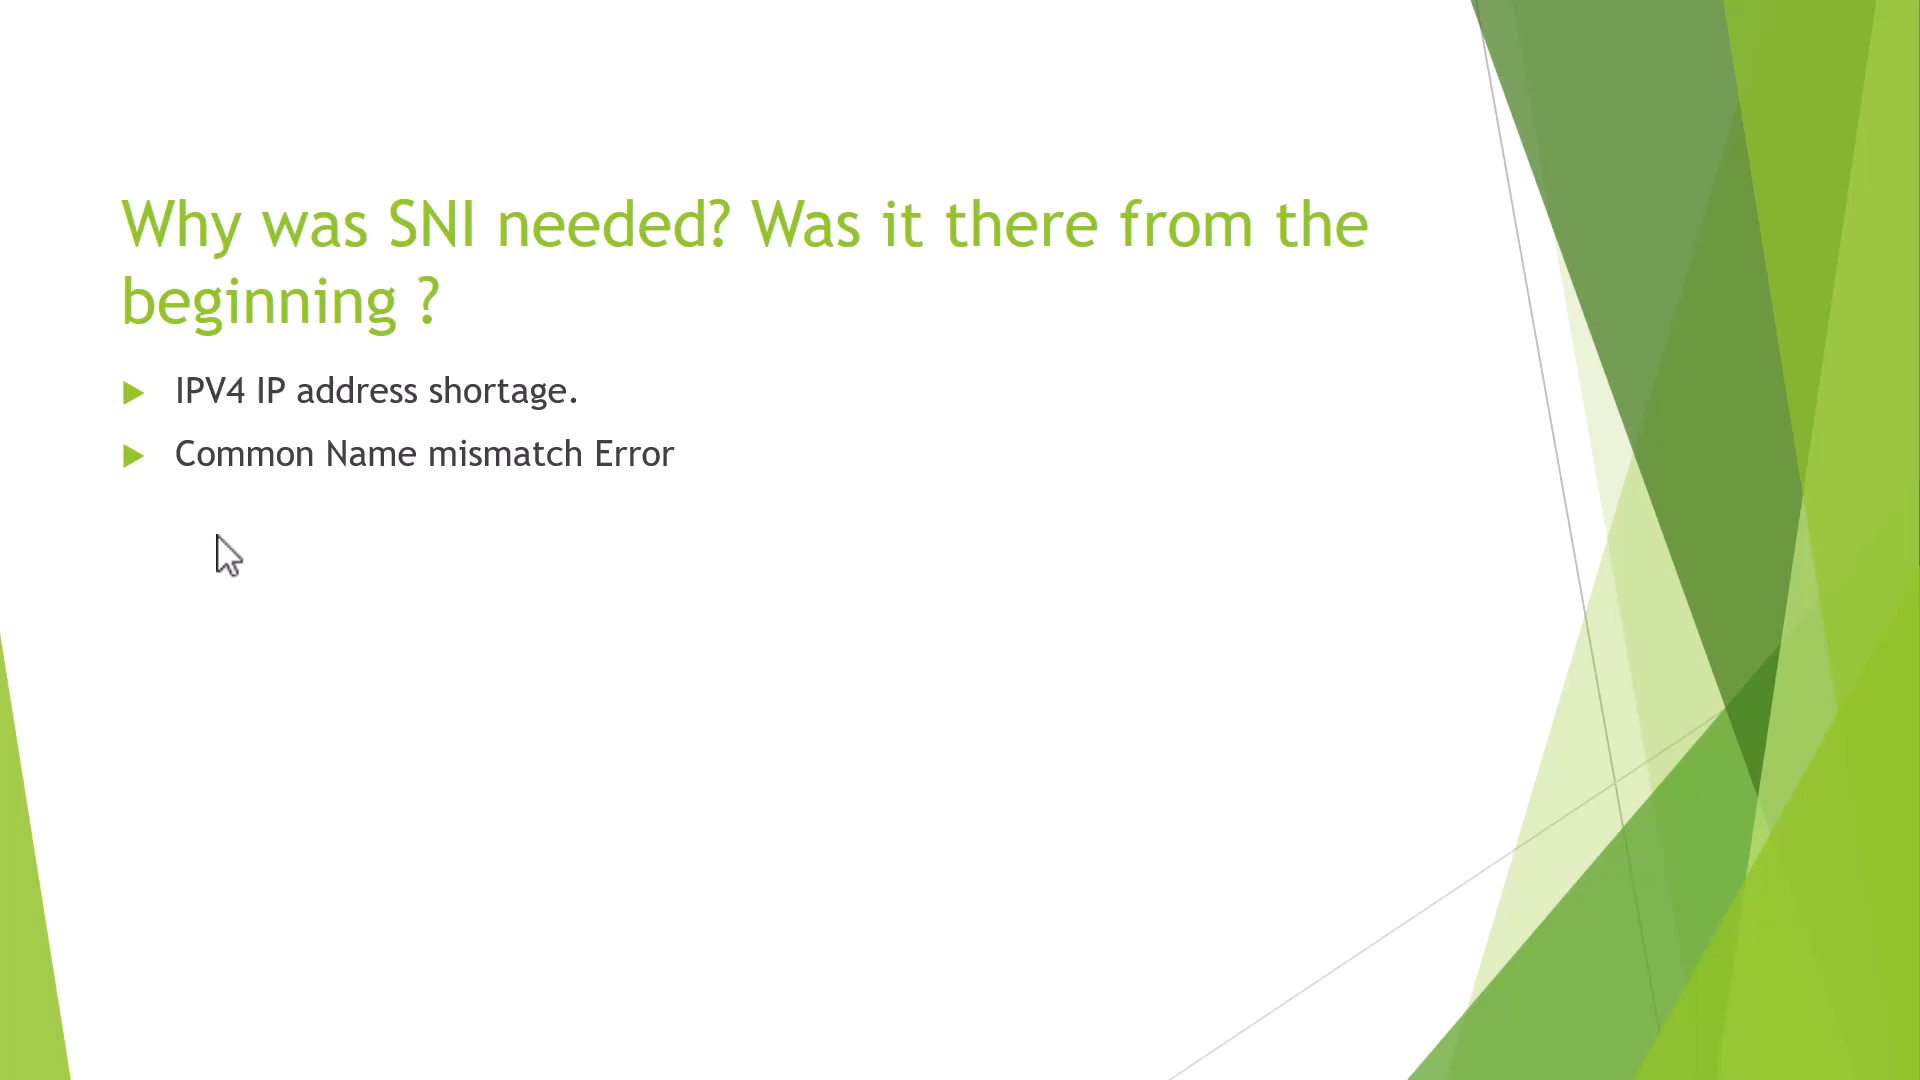 Why was SNI needed? Was it there from the
beginning ?
IPV4 IP address shortage.
Common Name mismatch Error